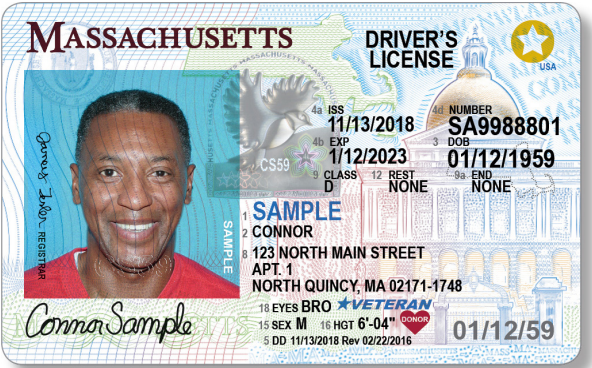 MASSACHUSETTS
DRIVER'S
LICENSE
USA
4a ISS
11/13/2018
4d NUMBER
SA9988801
4b EXP
1/12/2023
3 DOB
01/12/1959
9 CLASS
D
12 REST
NONE
9a END
NONE
CS59
1 SAMPLE
2 CONNOR
8 123 NORTH MAIN STREET
APT. 1
NORTH QUINCY, MA 02171-1748
18 EYES BRO VETERAN
15 SEX M 16 HGT 6'-04" DONOR
5 DD 11/13/2018 Rev 02/22/2016
01/12/59
REGISTRAR
SAMPLE
Connor Sample